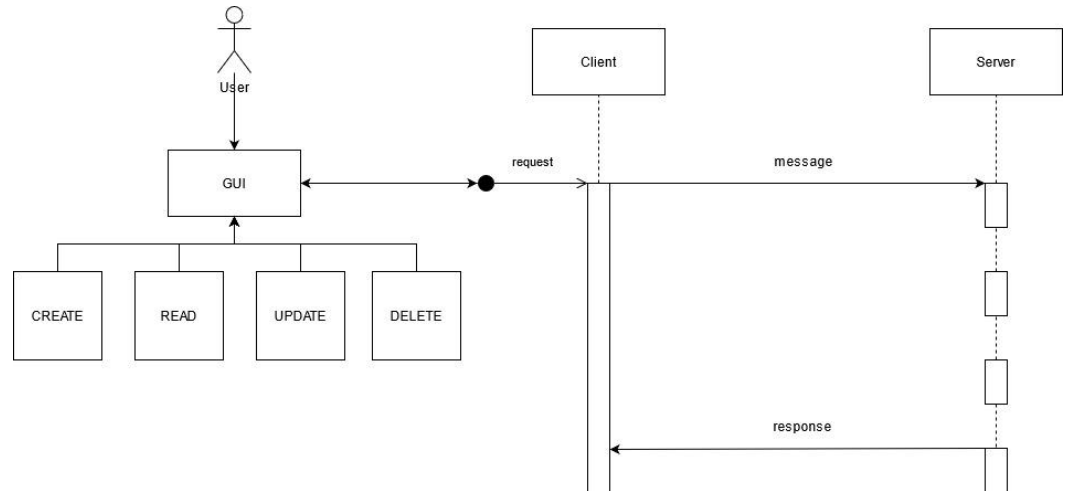 User
Client
Server
GUI
request
message
CREATE
READ
UPDATE
DELETE
response